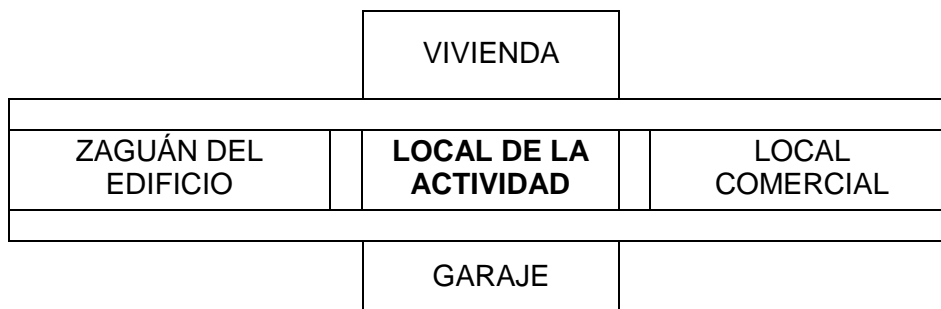 VIVIENDA
ZAGUÁN DEL
EDIFICIO
LOCAL DE LA
ACTIVIDAD
LOCAL
COMERCIAL
GARAJE